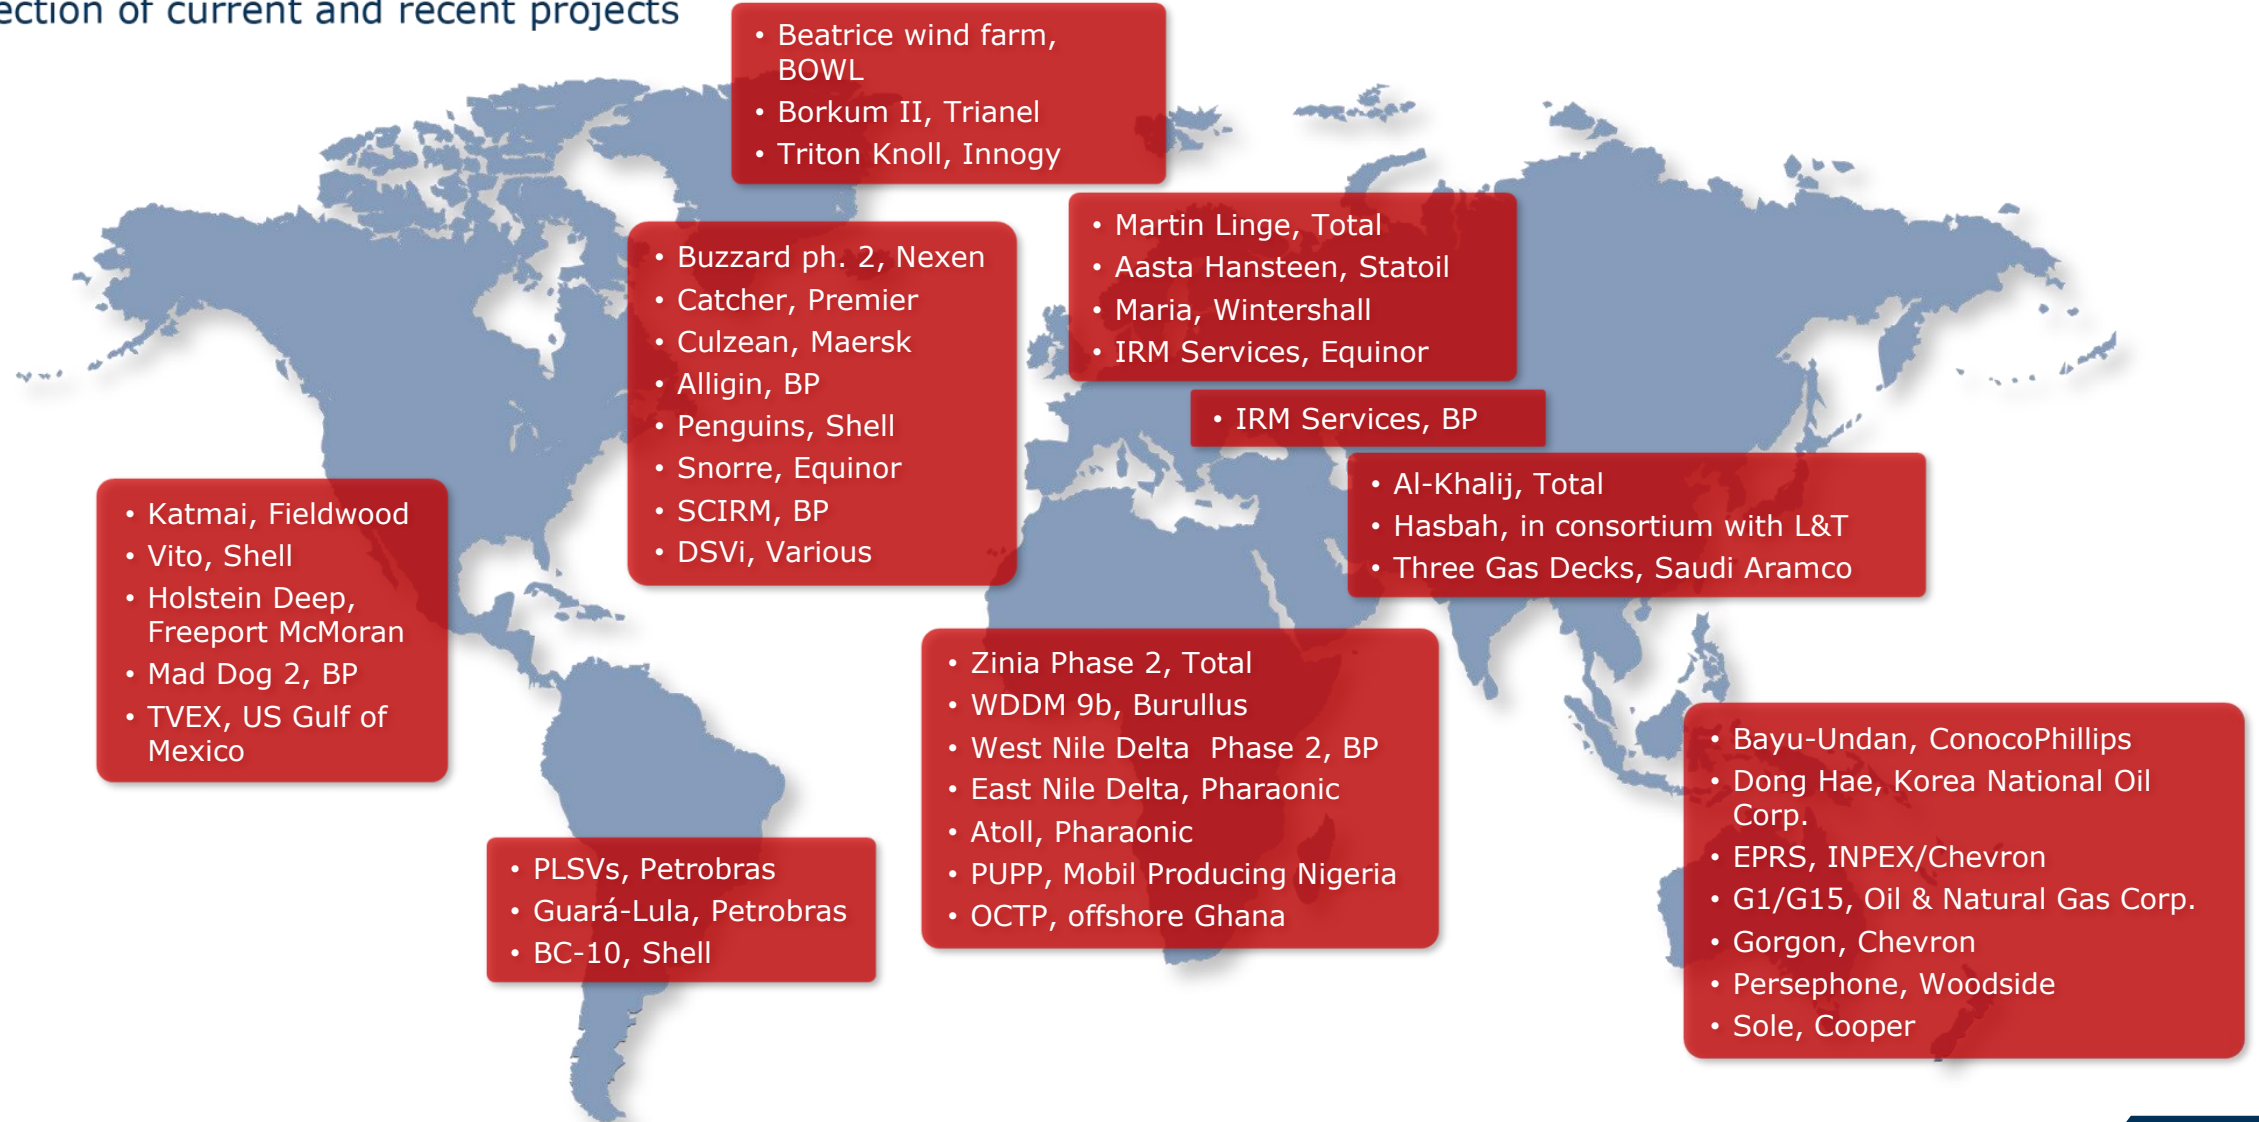 ection of current and recent projects
• Beatrice wind farm,
BOWL
• Borkum II, Trianel
• Triton Knoll, Innogy
• Martin Linge, Total
• Aasta Hansteen, Statoil
• Maria, Wintershall
• IRM Services, Equinor
• Buzzard ph. 2, Nexen
• Catcher, Premier
• Culzean, Maersk
• Alligin, BP
• Penguins, Shell
• Snorre, Equinor
• SCIRM, BP
• DSVi, Various
• IRM Services, BP
• Al-Khalij, Total
• Hasbah, in consortium with L&T
• Three Gas Decks, Saudi Aramco
• Katmai, Fieldwood
• Vito, Shell
• Holstein Deep,
Freeport McMoran
• Mad Dog 2, BP
• TVEX, US Gulf of
Mexico
• Zinia Phase 2, Total
• WDDM 9b, Burullus
• West Nile Delta  Phase 2, BP
• East Nile Delta, Pharaonic
• Atoll, Pharaonic
• PUPP, Mobil Producing Nigeria
• OCTP, offshore Ghana
• Bayu-Undan, ConocoPhillips
• Dong Hae, Korea National Oil
Corp.
• EPRS, INPEX/Chevron
• G1/G15, Oil & Natural Gas Corp.
• Gorgon, Chevron
• Persephone, Woodside
• Sole, Cooper
• PLSVs, Petrobras
• Guará-Lula, Petrobras
• BC-10, Shell